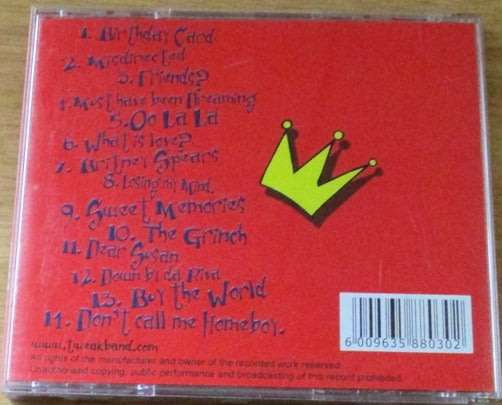 1. Birthday Card
2. Misdirected
3. Friends?
4. Must have been Dreaming
5. Oo La La
6. What is love?
7. Britney Spears
8. Losing my Mind
9. Sweet Memories
10. The Grinch
11. Dear Susan
12. Down by da Riva
13. Buy the World
14. Don't call me Homeboy.
www.tweakband.com
All rights of the manufacturer and owner of the recorded work reserved.
Unauthorised copying, public performance and broadcasting of this record prohibited.
6 009635 880302